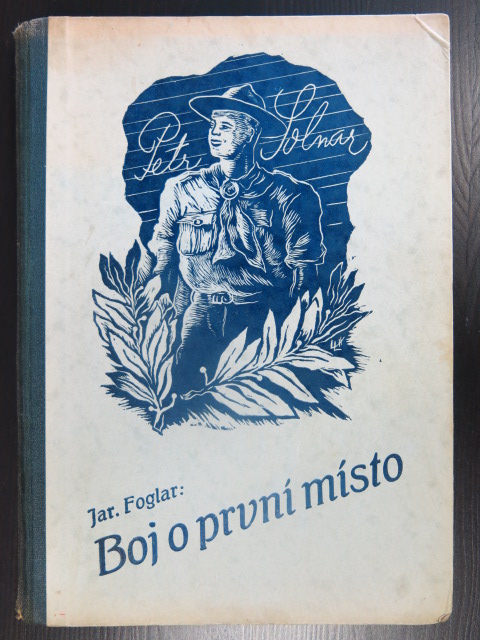 Petr Solnar
Jar. Foglar:
Boj o první místo